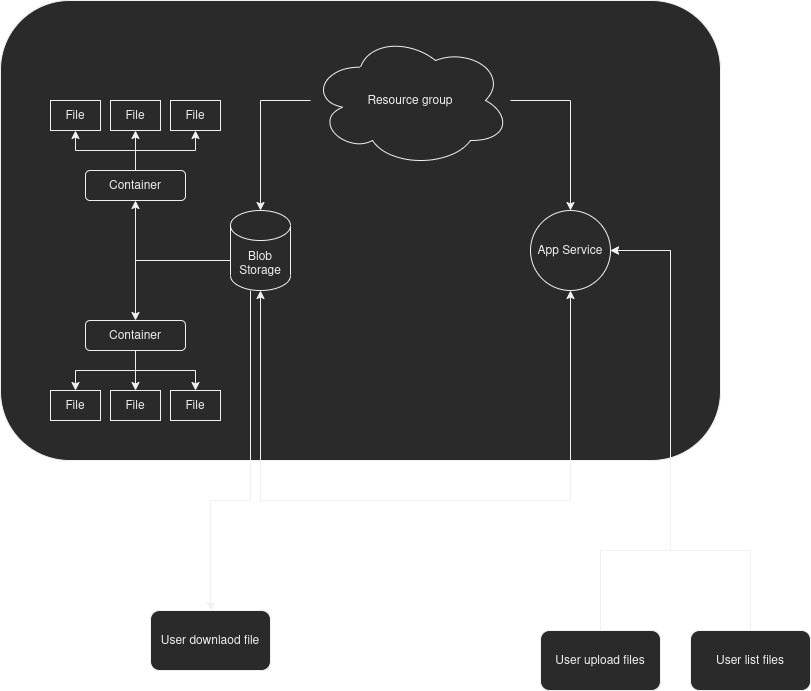 Resource group
File
File
File
Container
Blob
Storage
App Service
Container
File
File
File
User downlaod file
User upload files
User list files